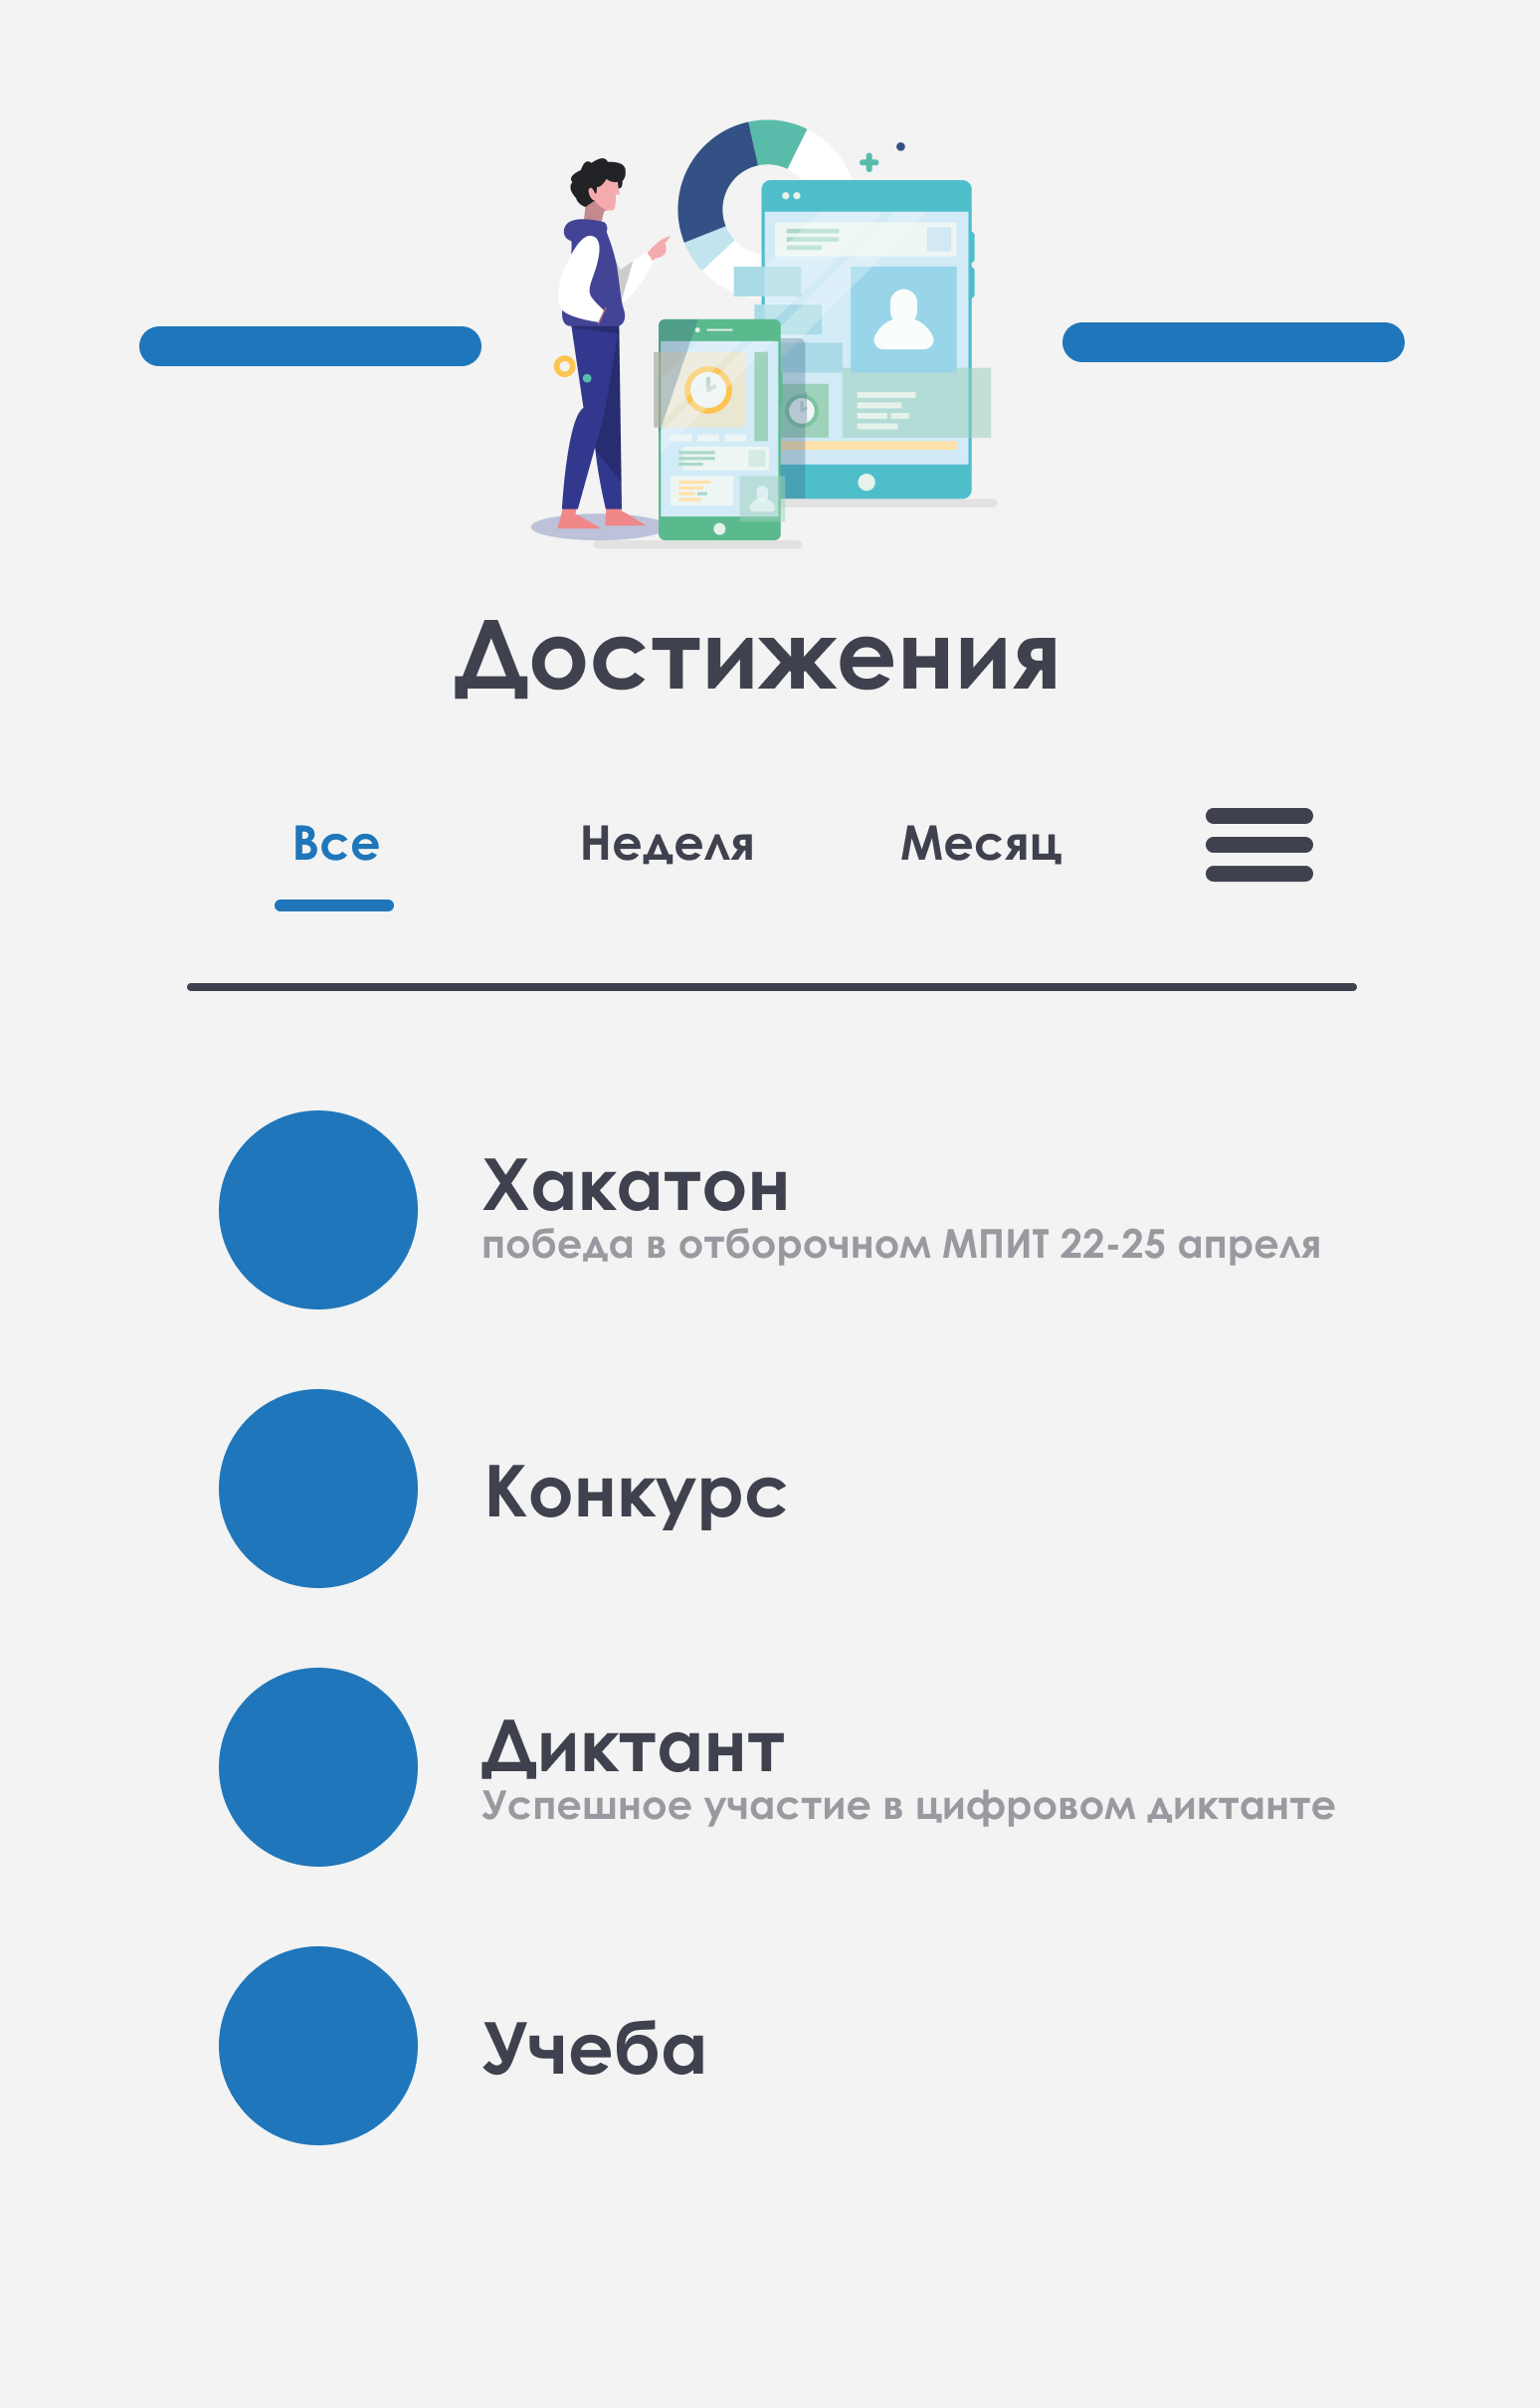 Достижения
Все Неделя Месяц
Хакатон
победа в отборочном МПИТ 22-25 апреля
Конкурс
Диктант
Успешное участие в цифровом диктанте
Учеба